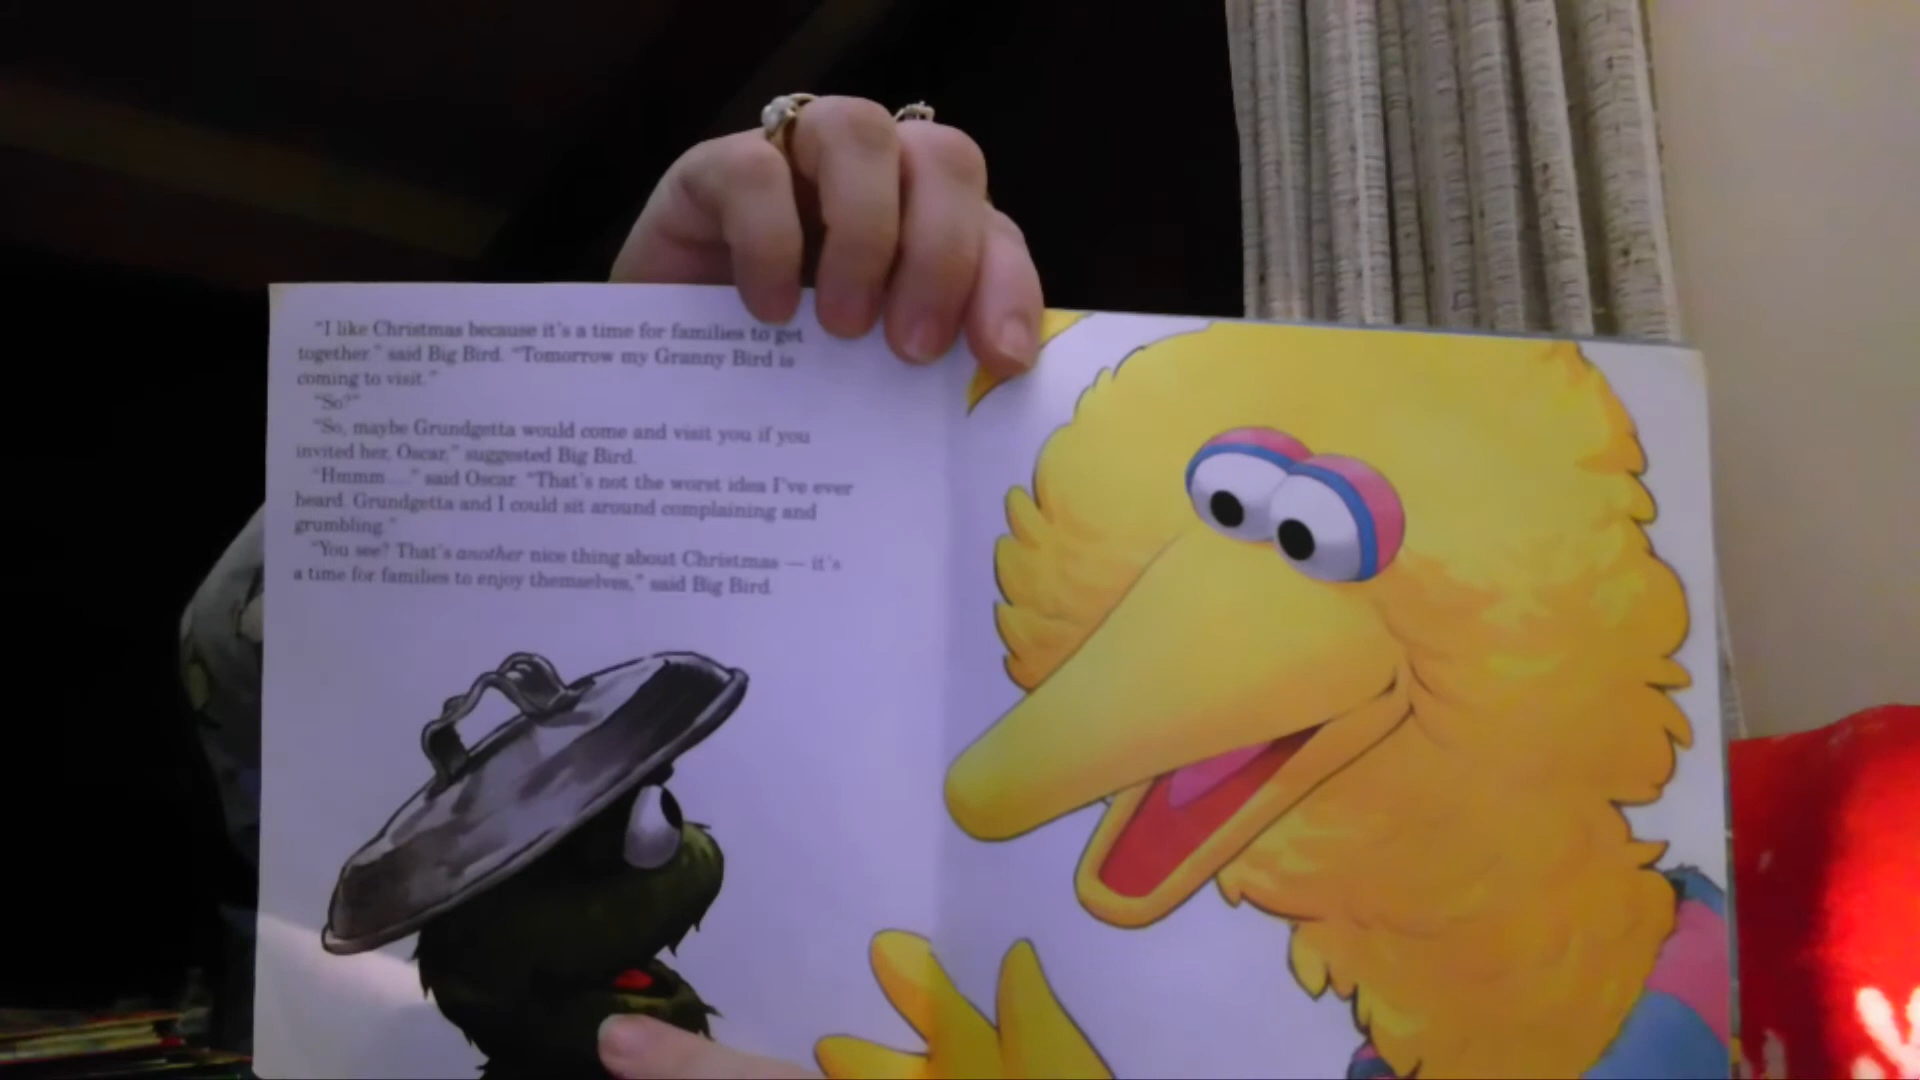 "I like Christmas because it's a time for families to get
together," said Big Bird. "Tomorrow my Granny Bird is
coming to visit."
"So?"
"So, maybe Grundgetta would come and visit you if you
invited her, Oscar," suggested Big Bird.
"Hmmm...." said Oscar. "That's not the worst idea I've ever
heard. Grundgetta and I could sit around complaining and
grumbling."
"You see? That's another nice thing about Christmas — it's
a time for families to enjoy themselves," said Big Bird.